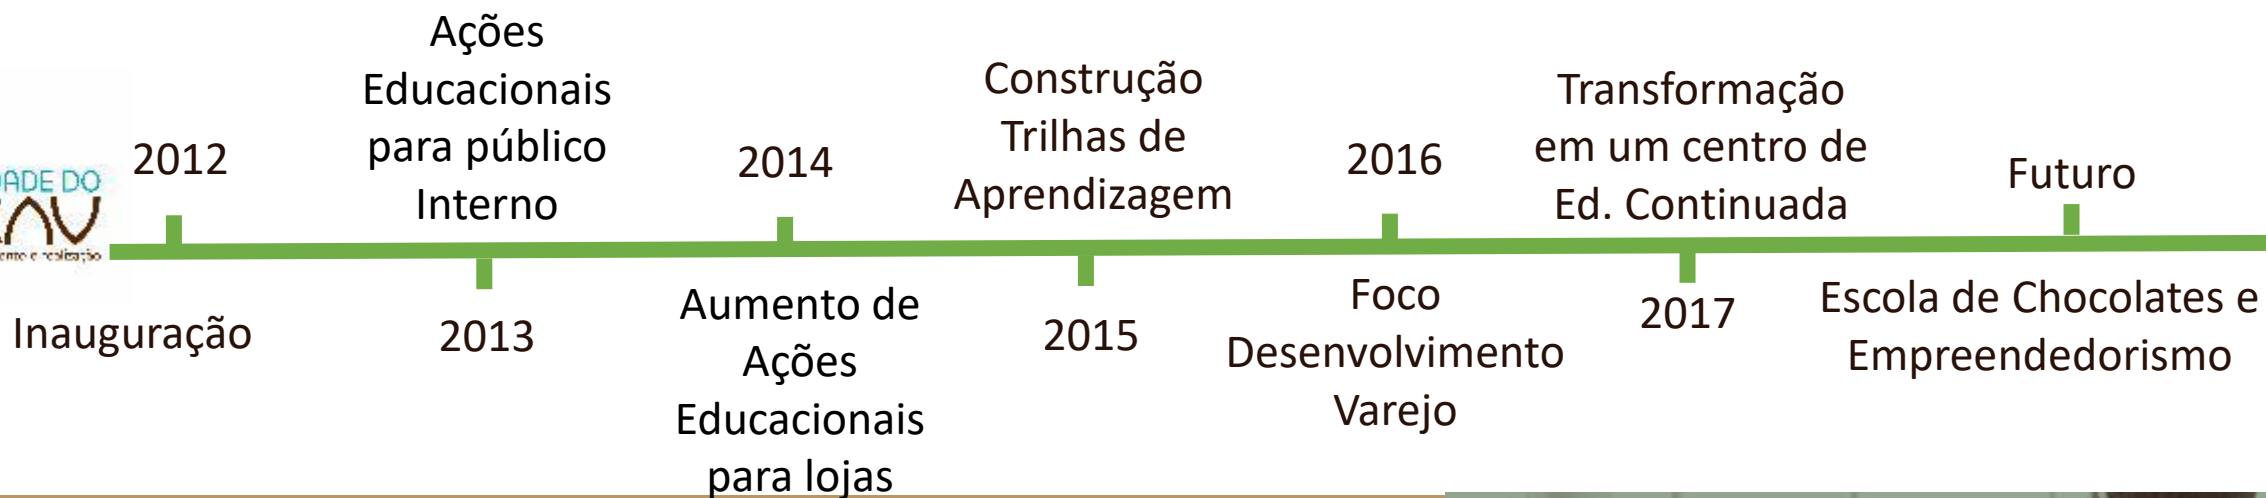 2012
Inauguração
Ações
Educacionais
para público
Interno
2013
2014
Aumento de
Ações
Educacionais
para lojas
Construção
Trilhas de
Aprendizagem
2015
2016
Foco
Desenvolvimento
Varejo
Transformação
em um centro de
Ed. Continuada
2017
Futuro
Escola de Chocolates e
Empreendedorismo